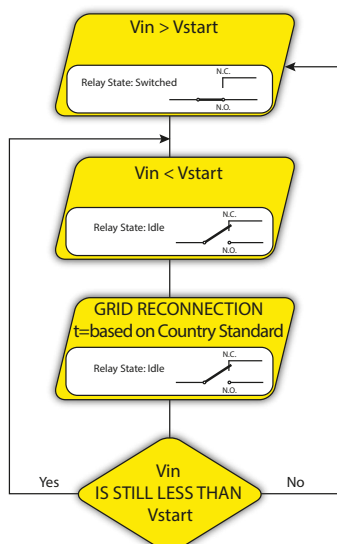 Vin > Vstart
N.C.
Relay State: Switched
N.O.
Vin < Vstart
N.C.
Relay State: Idle
N.O.
GRID RECONNECTION
t=based on Country Standard
N.C.
Relay State: Idle
N.O.
Yes
Vin
IS STILL LESS THAN
Vstart
No